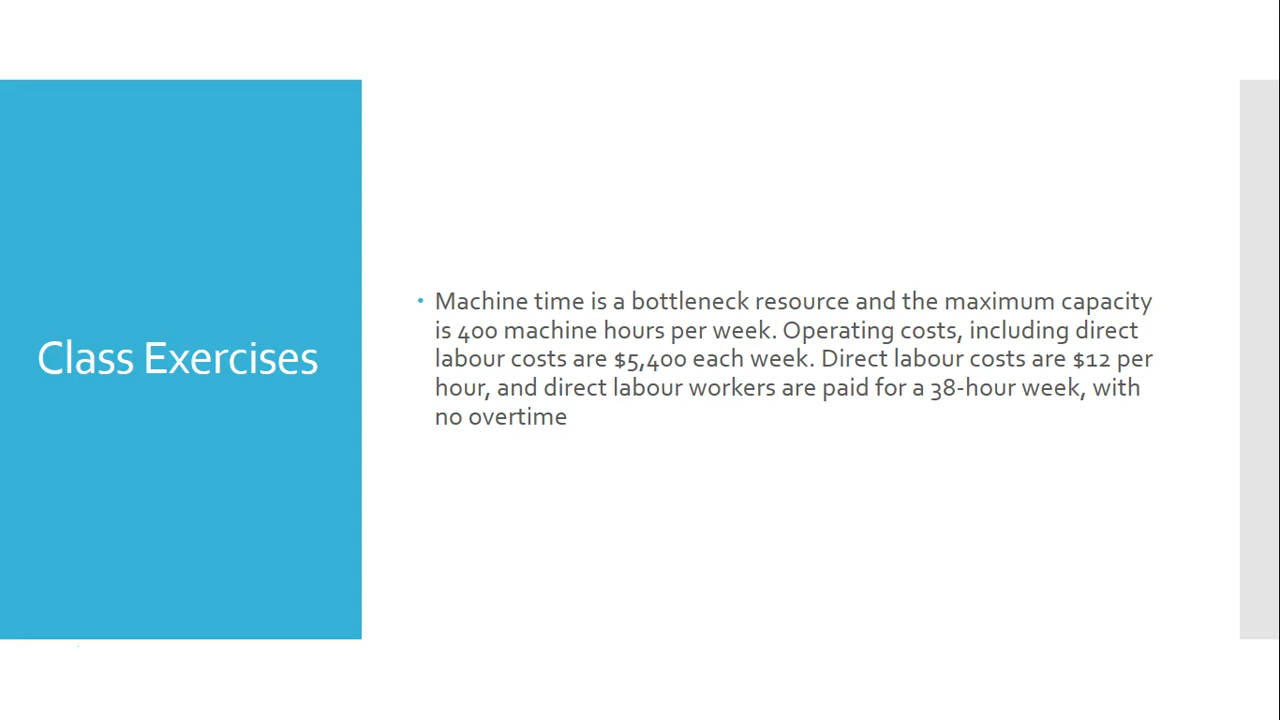 Class Exercises
• Machine time is a bottleneck resource and the maximum capacity
is 400 machine hours per week. Operating costs, including direct
labour costs are $5,400 each week. Direct labour costs are $12 per
hour, and direct labour workers are paid for a 38-hour week, with
no overtime